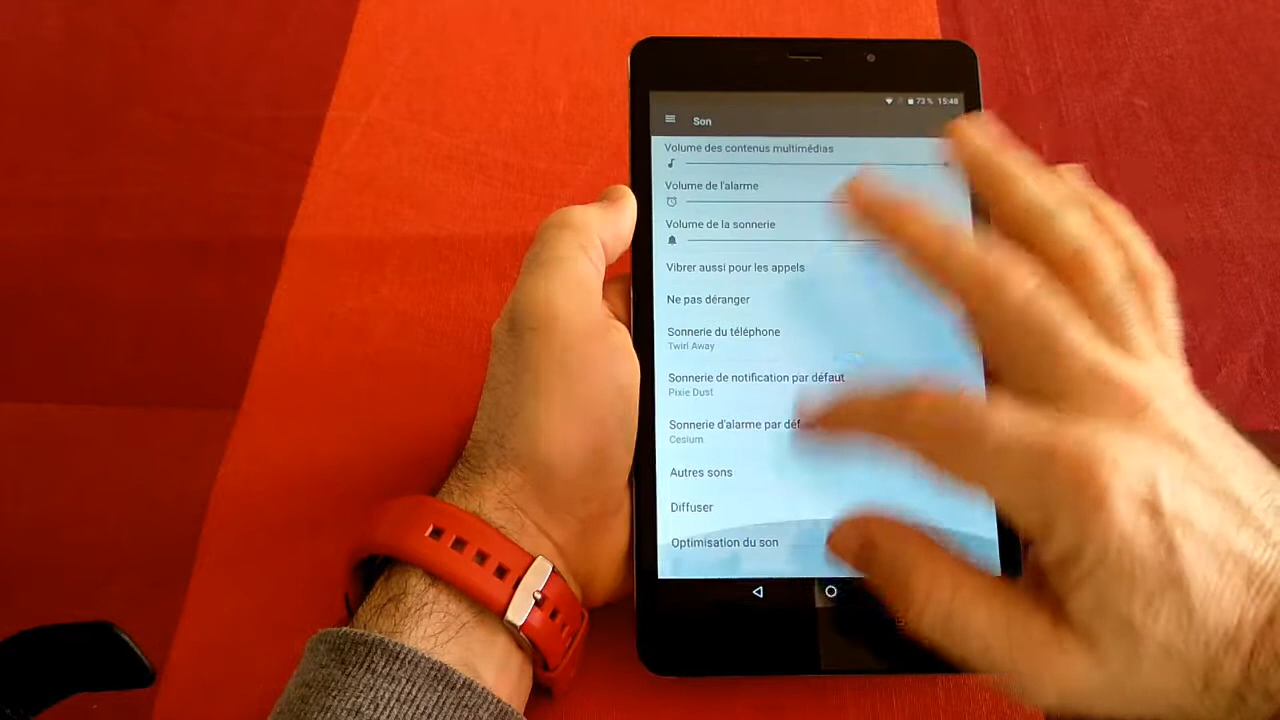 73 % 15:48
Son
Volume des contenus multimédias
Volume de l'alarme
Volume de la sonnerie
Vibrer aussi pour les appels
Ne pas déranger
Sonnerie du téléphone
Twirl Away
Sonnerie de notification par défaut
Pixie Dust
Sonnerie d'alarme par déf
Cesium
Autres sons
Diffuser
Optimisation du son